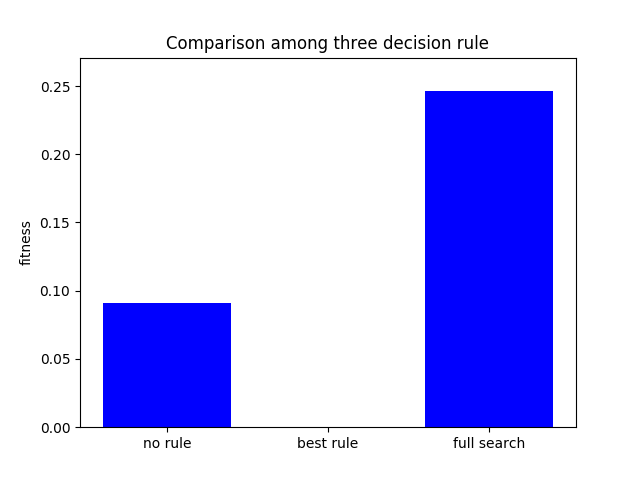 Comparison among three decision rule
fitness
0.25
0.20
0.15
0.10
0.05
0.00
no rule
best rule
full search